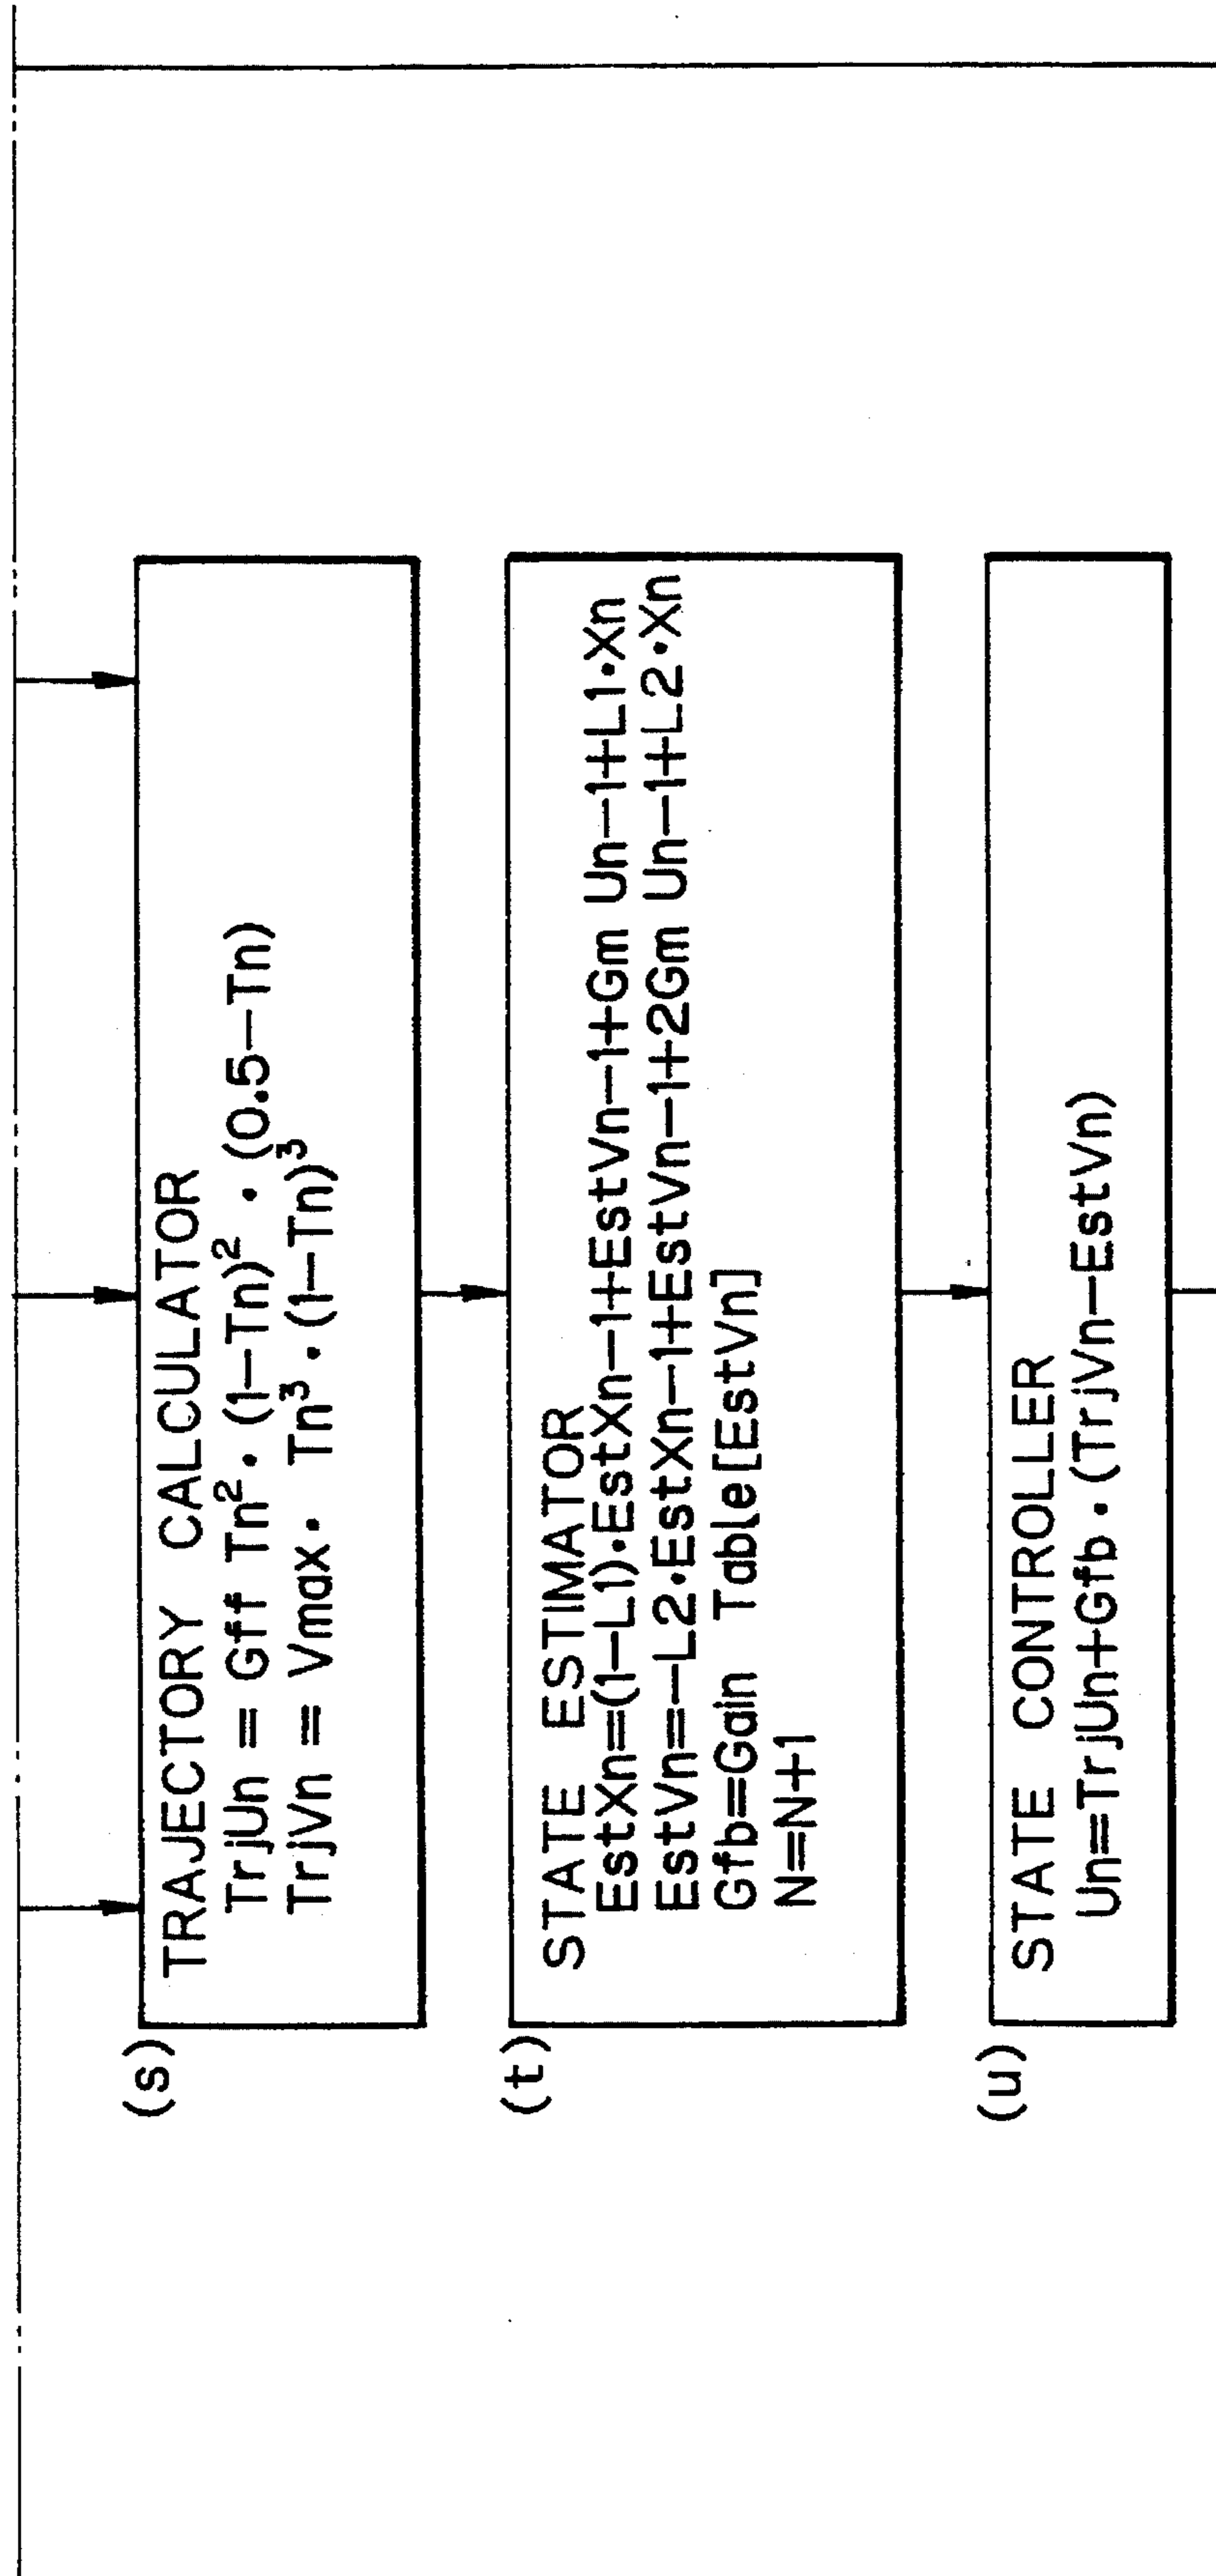 (s)
TRAJECTORY CALCULATOR
TrjUn = Gff Tn². (1-Tn)² . (0.5-Tn)
TrjVn = Vmax. Tn³. (1-Tn)³
(t)
STATE ESTIMATOR
EstXn=(1-L1).EstXn-1+EstVn-1+Gm Un-1+L1.Xn
EstVn=-L2.EstXn-1+EstVn-1+2Gm Un-1+L2.Xn
Gfb=Gain Table[EstVn]
N=N+1
(u)
STATE CONTROLLER
Un=TrjUn+Gfb. (TrjVn-EstVn)